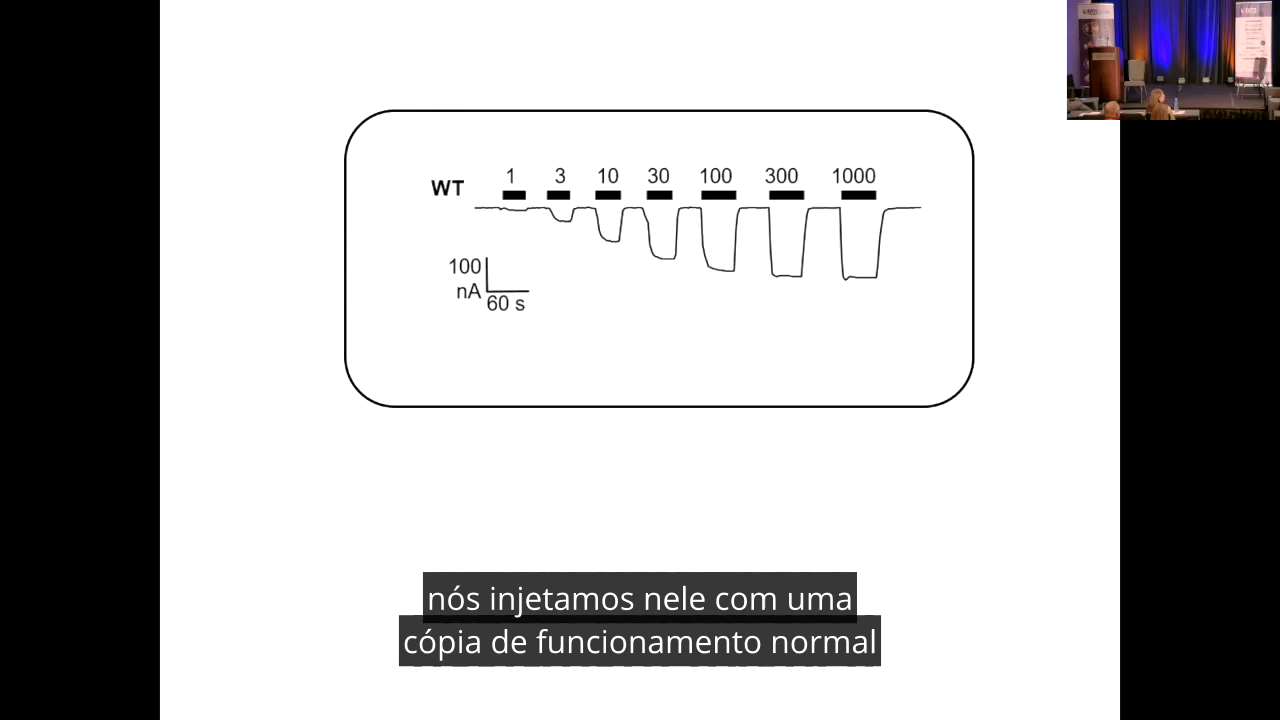 WT 1 3 10 30 100 300 1000
100
nA
60 s
nós injetamos nele com uma
cópia de funcionamento normal